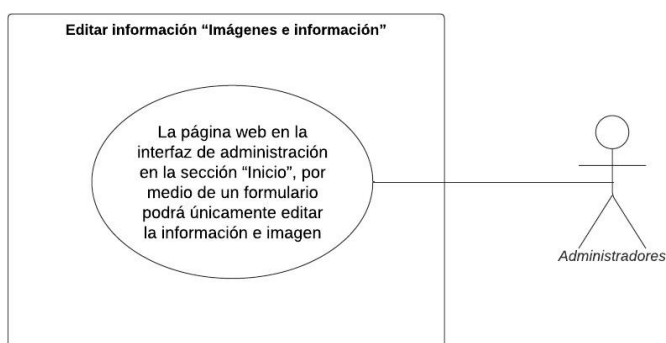 Editar información “Imágenes e información”
La página web en la
interfaz de administración
en la sección “Inicio”, por
medio de un formulario
podrá únicamente editar
la información e imagen
Administradores